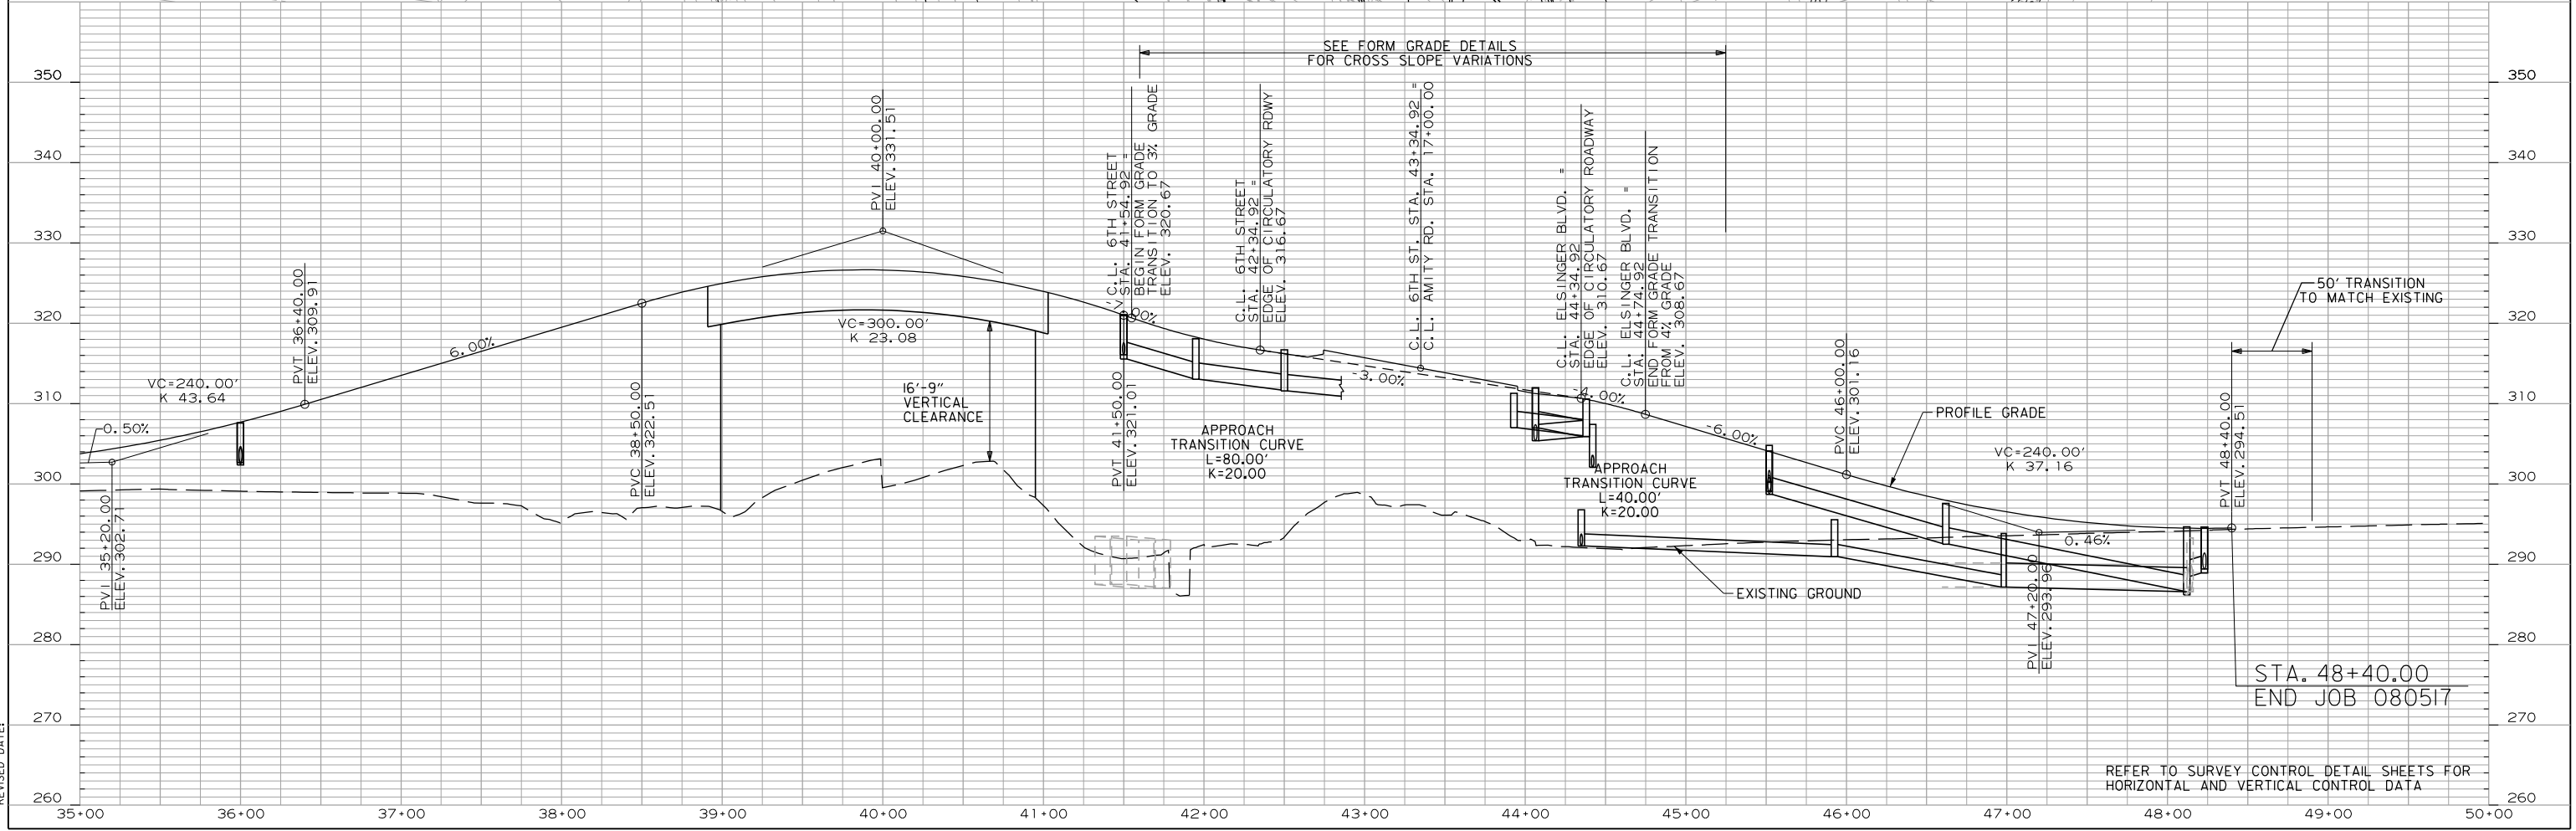 SEE FORM GRADE DETAILS
FOR CROSS SLOPE VARIATIONS
350
340
330
320
310
300
290
280
270
260
350
340
330
320
310
300
290
280
270
260
0.50%
PVI 35+20.00
ELEV. 302.71
VC=240.00'
K 43.64
PVT 36+40.00
ELEV. 309.91
6.00%
PVC 38+50.00
ELEV. 322.51
PVI 40+00.00
ELEV. 331.51
VC=300.00'
K 23.08
16'-9"
VERTICAL
CLEARANCE
PVT 41+50.00
ELEV. 321.01
C.L. 6TH STREET
STA. 41+54.92 =
BEGIN FORM GRADE
TRANSITION TO 3% GRADE
ELEV. 320.67
C.L. 6TH STREET
STA. 42+34.92 =
EDGE OF CIRCULATORY RDWY
ELEV. 316.67
APPROACH
TRANSITION CURVE
L=80.00'
K=20.00
-3.00%
C.L. 6TH ST. STA. 43+34.92 =
C.L. AMITY RD. STA. 17+00.00
C.L. ELSINGER BLVD. =
STA. 44+34.92
EDGE OF CIRCULATORY ROADWAY
ELEV. 310.67
-4.00%
C.L. ELSINGER BLVD. =
STA. 44+74.92
END FORM GRADE TRANSITION
FROM 4% GRADE
ELEV. 308.67
APPROACH
TRANSITION CURVE
L=40.00'
K=20.00
-6.00%
PVC 46+00.00
ELEV. 301.16
PROFILE GRADE
VC=240.00'
K 37.16
EXISTING GROUND
PVI 47+20.00
ELEV. 293.96
0.46%
PVT 48+40.00
ELEV. 294.51
50' TRANSITION
TO MATCH EXISTING
STA. 48+40.00
END JOB 080517
REFER TO SURVEY CONTROL DETAIL SHEETS FOR
HORIZONTAL AND VERTICAL CONTROL DATA
REVISED DATE:
35+00 36+00 37+00 38+00 39+00 40+00 41+00 42+00 43+00 44+00 45+00 46+00 47+00 48+00 49+00 50+00